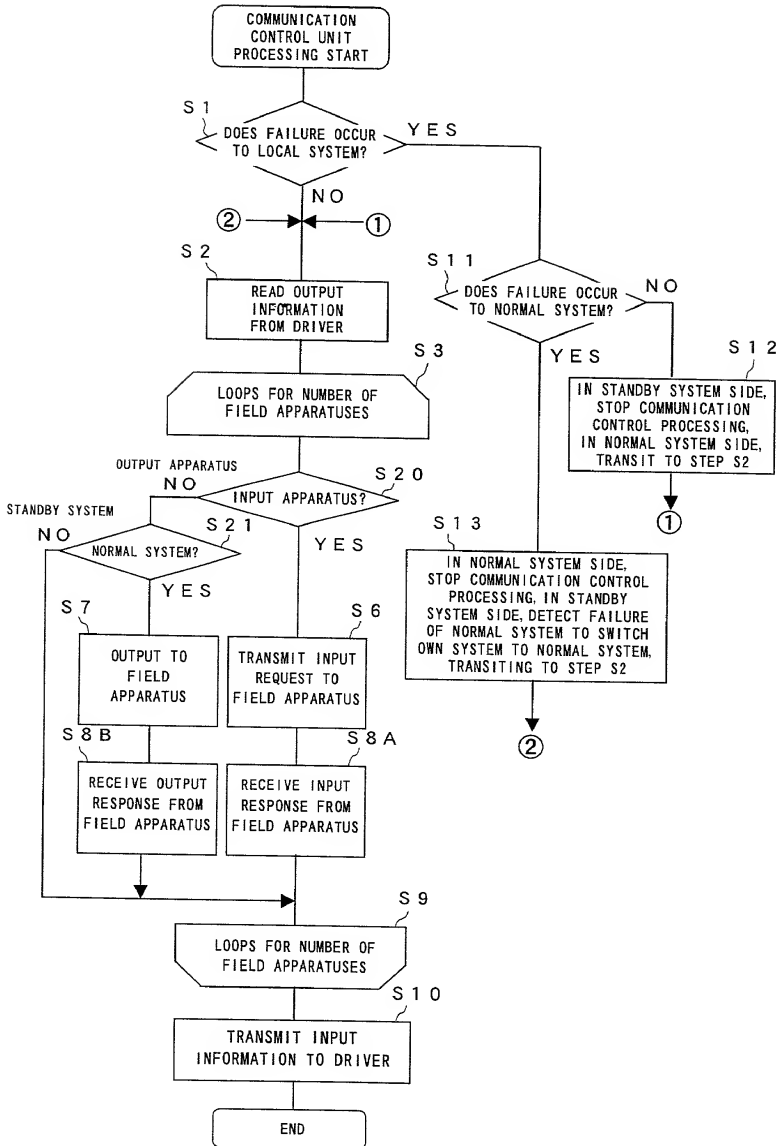 COMMUNICATION
CONTROL UNIT
PROCESSING START
S1
DOES FAILURE OCCUR
TO LOCAL SYSTEM?
YES
NO
②
①
S2
READ OUTPUT
INFORMATION
FROM DRIVER
S11
DOES FAILURE OCCUR
TO NORMAL SYSTEM?
NO
YES
S12
IN STANDBY SYSTEM SIDE,
STOP COMMUNICATION
CONTROL PROCESSING,
IN NORMAL SYSTEM SIDE,
TRANSIT TO STEP S2
①
S3
LOOPS FOR NUMBER OF
FIELD APPARATUSES
OUTPUT APPARATUS
NO
S20
INPUT APPARATUS?
YES
STANDBY SYSTEM
NO
S21
NORMAL SYSTEM?
YES
S13
IN NORMAL SYSTEM SIDE,
STOP COMMUNICATION CONTROL
PROCESSING, IN STANDBY
SYSTEM SIDE, DETECT FAILURE
OF NORMAL SYSTEM TO SWITCH
OWN SYSTEM TO NORMAL SYSTEM,
TRANSITING TO STEP S2
②
S7
OUTPUT TO
FIELD
APPARATUS
S6
TRANSMIT INPUT
REQUEST TO
FIELD APPARATUS
S8B
RECEIVE OUTPUT
RESPONSE FROM
FIELD APPARATUS
S8A
RECEIVE INPUT
RESPONSE FROM
FIELD APPARATUS
S9
LOOPS FOR NUMBER OF
FIELD APPARATUSES
S10
TRANSMIT INPUT
INFORMATION TO DRIVER
END